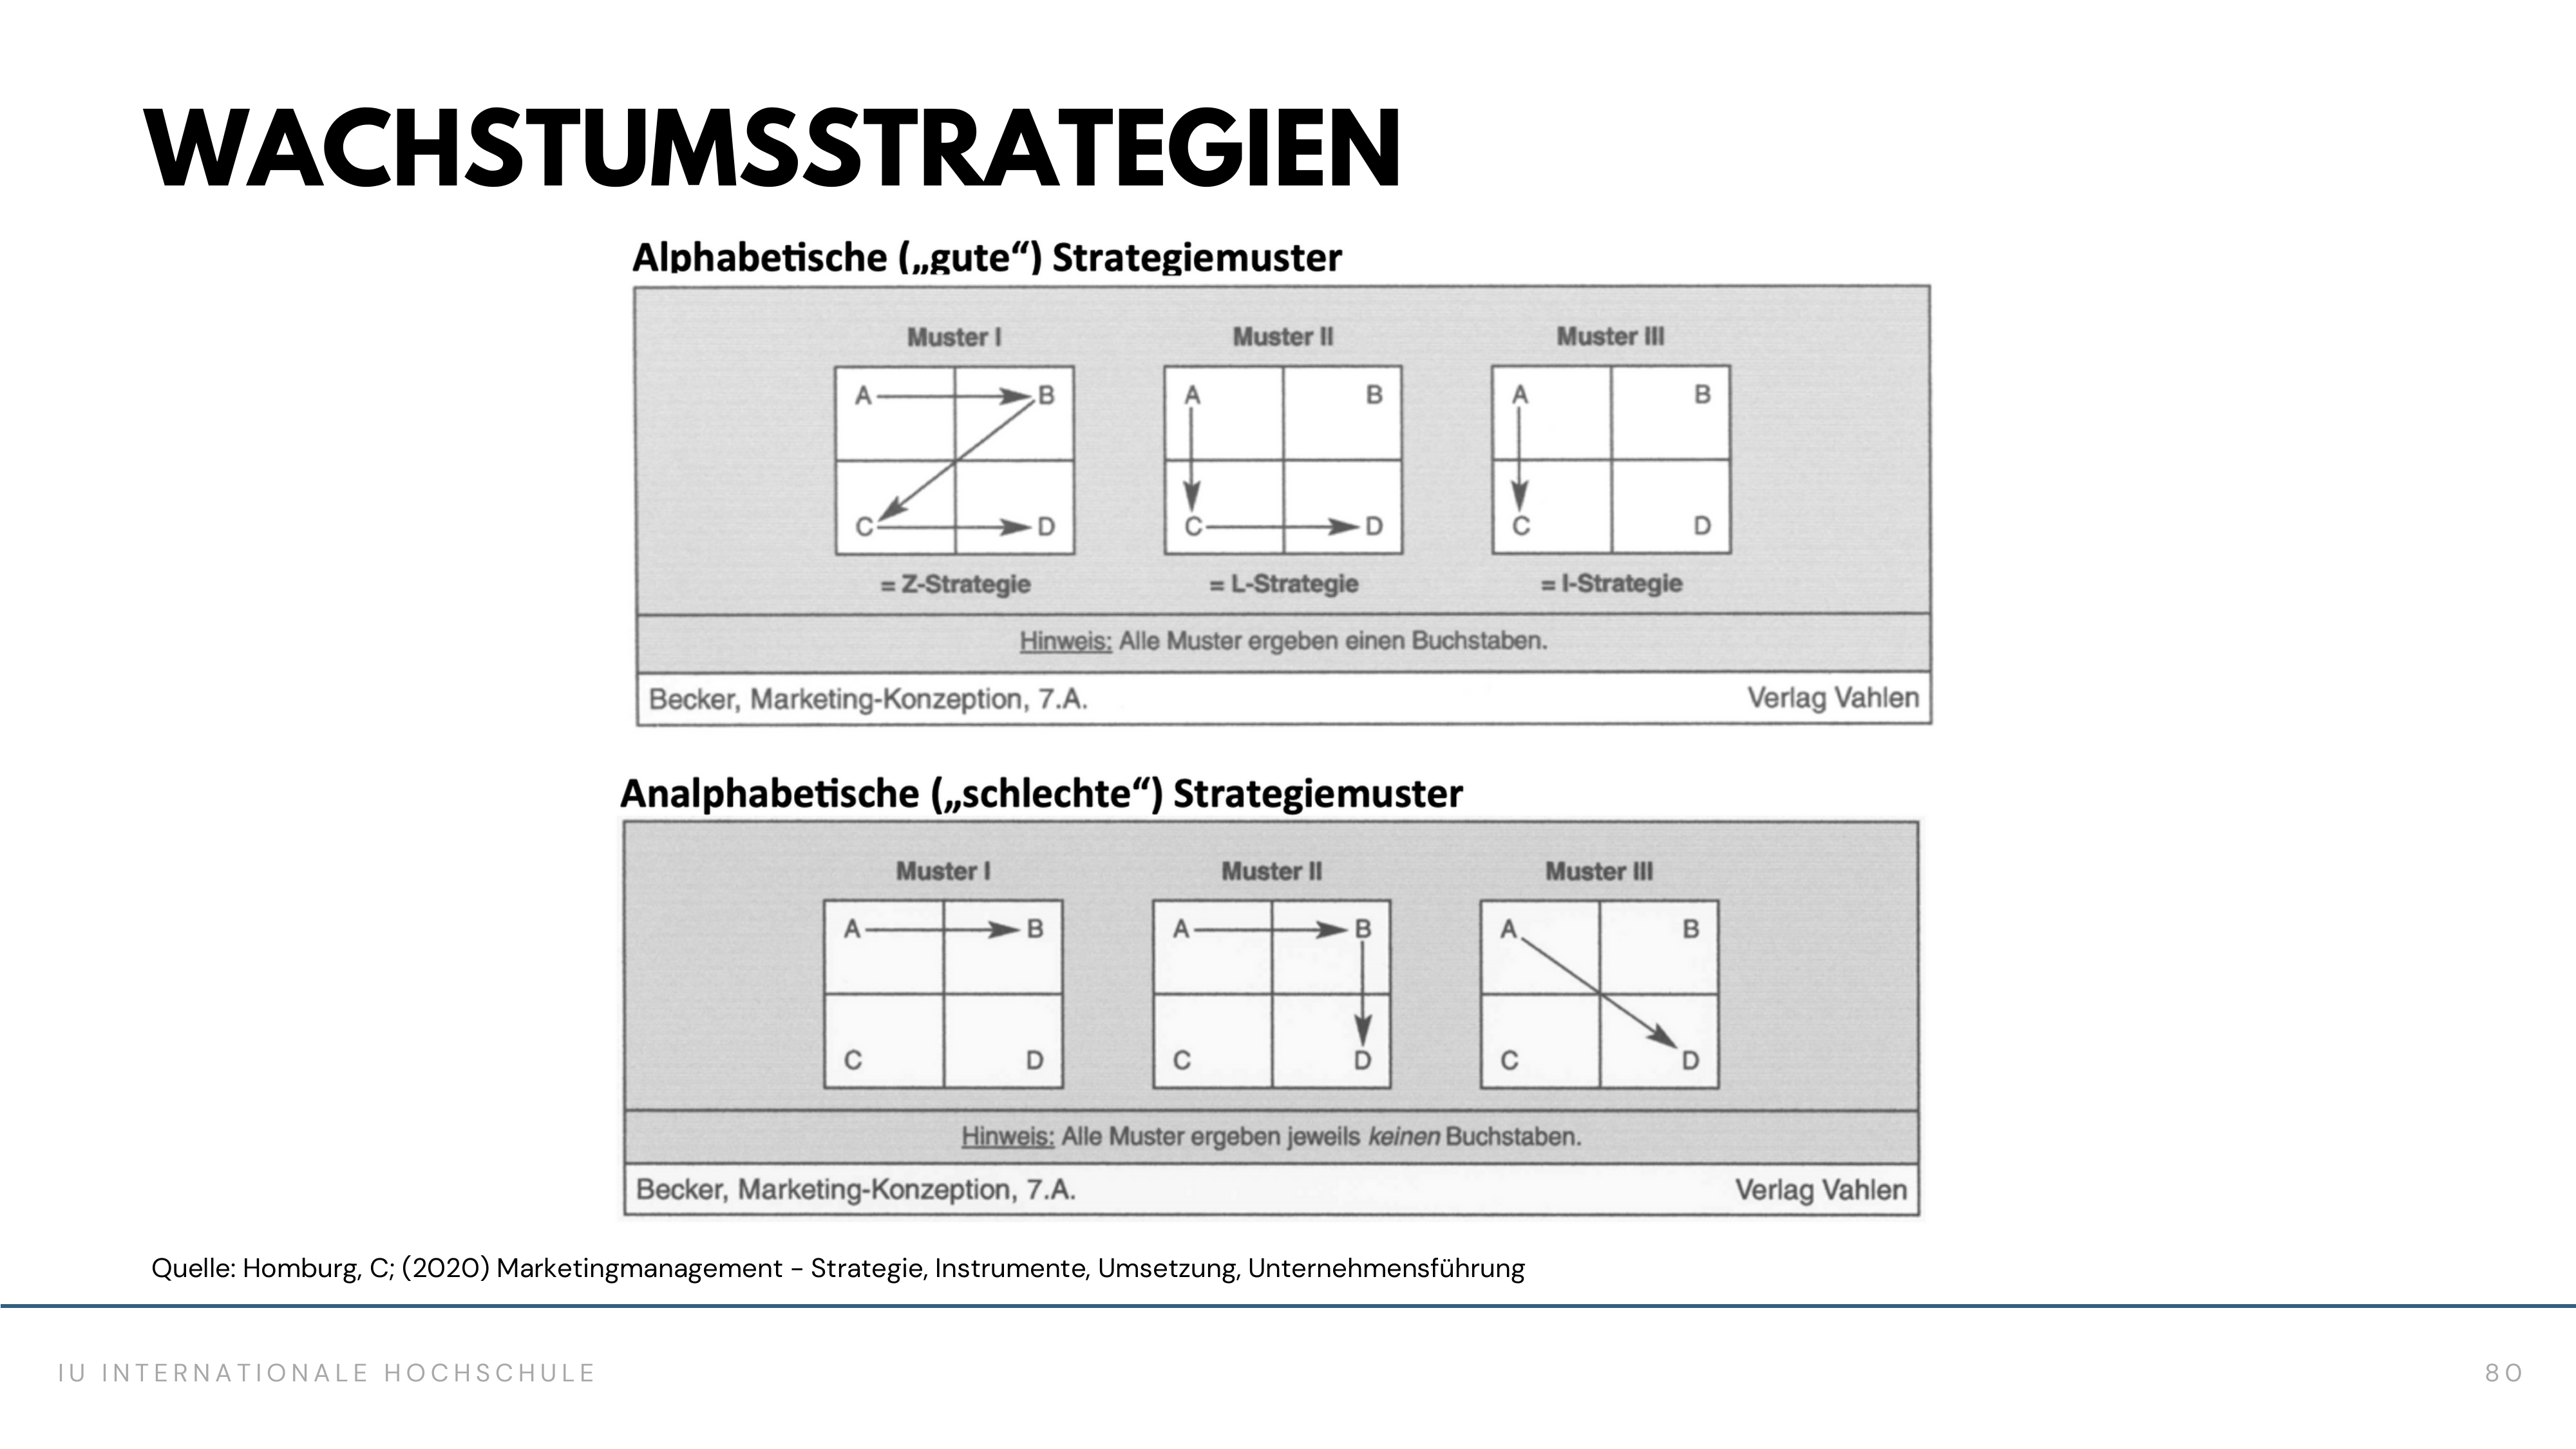 WACHSTUMSSTRATEGIEN
Alphabetische („gute“) Strategiemuster
Muster I Muster II Muster III
A B A B A B
C D C D C D
= Z-Strategie = L-Strategie = I-Strategie
Hinweis: Alle Muster ergeben einen Buchstaben.
Becker, Marketing-Konzeption, 7.A. Verlag Vahlen
Analphabetische („schlechte“) Strategiemuster
Muster I Muster II Muster III
A B A B A B
C D C D C D
Hinweis: Alle Muster ergeben jeweils keinen Buchstaben.
Becker, Marketing-Konzeption, 7.A. Verlag Vahlen
Quelle: Homburg, C; (2020) Marketingmanagement - Strategie, Instrumente, Umsetzung, Unternehmensführung
IU INTERNATIONALE HOCHSCHULE 80